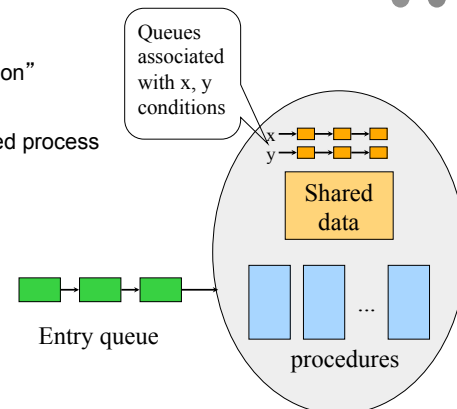 on”
ed process
Queues
associated
with x, y
conditions
x
y
Shared
data
...
Entry queue
procedures